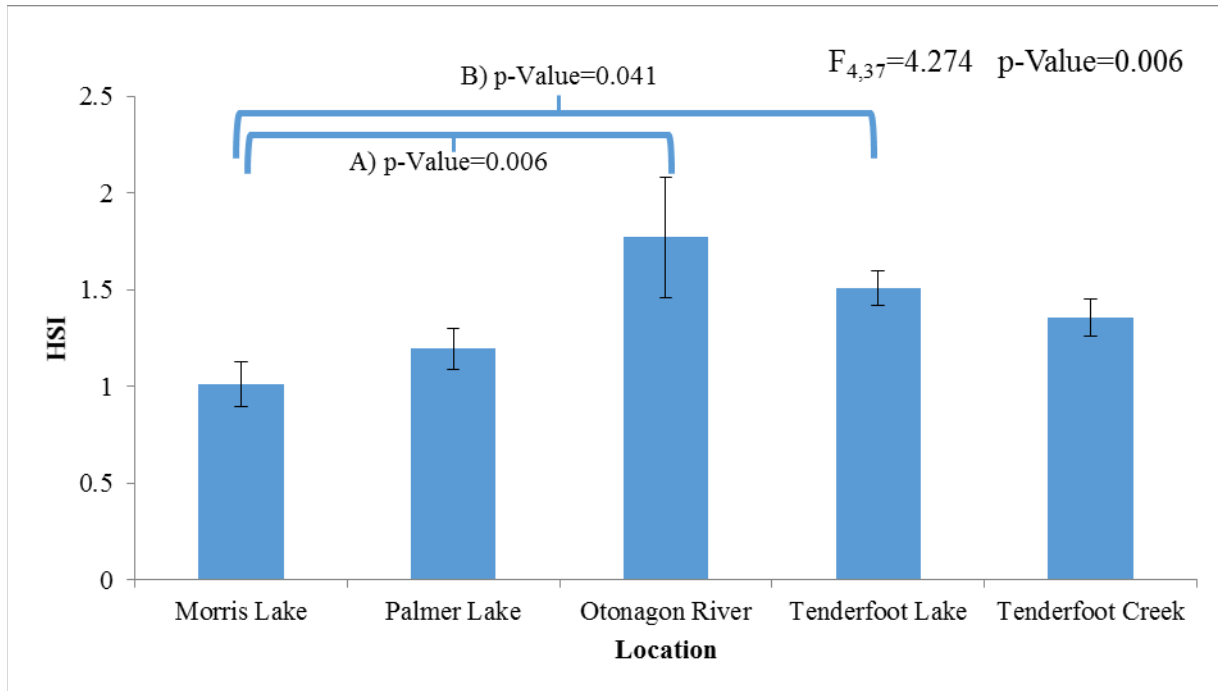 F4,37=4.274 p-Value=0.006
B) p-Value=0.041
A) p-Value=0.006
2.5
2
1.5
1
0.5
0
HSI
Morris Lake Palmer Lake Otonagon River Tenderfoot Lake Tenderfoot Creek
Location